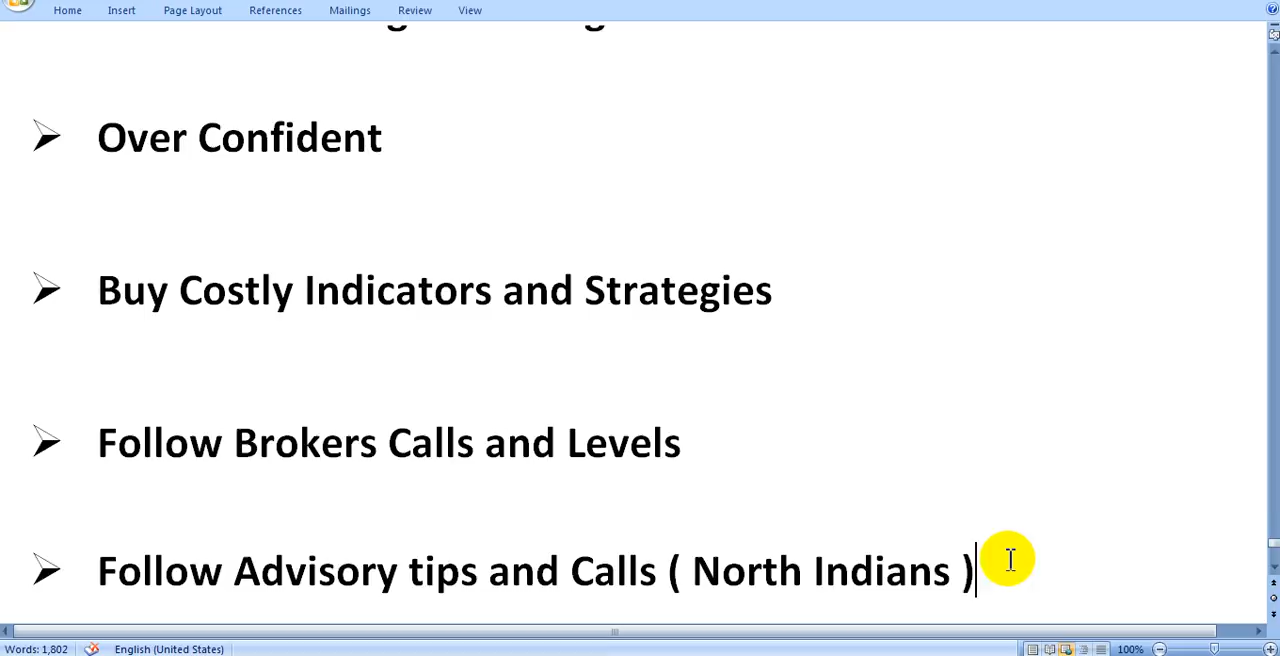 Home Insert Page Layout References Mailings Review View
Over Confident
Buy Costly Indicators and Strategies
Follow Brokers Calls and Levels
Follow Advisory tips and Calls ( North Indians )
Words: 1,802 English (United States) 100%